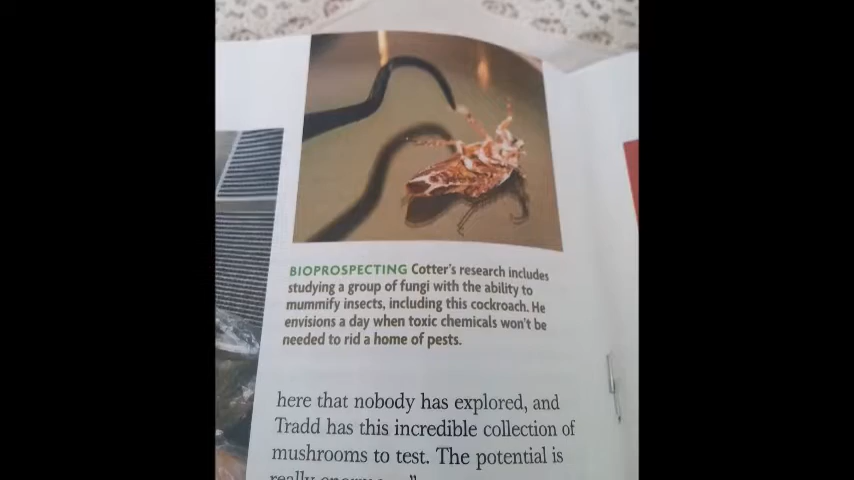 BIOPROSPECTING Cotter's research includes
studying a group of fungi with the ability to
mummify insects, including this cockroach. He
envisions a day when toxic chemicals won't be
needed to rid a home of pests.
here that nobody has explored, and
Tradd has this incredible collection of
mushrooms to test. The potential is
really